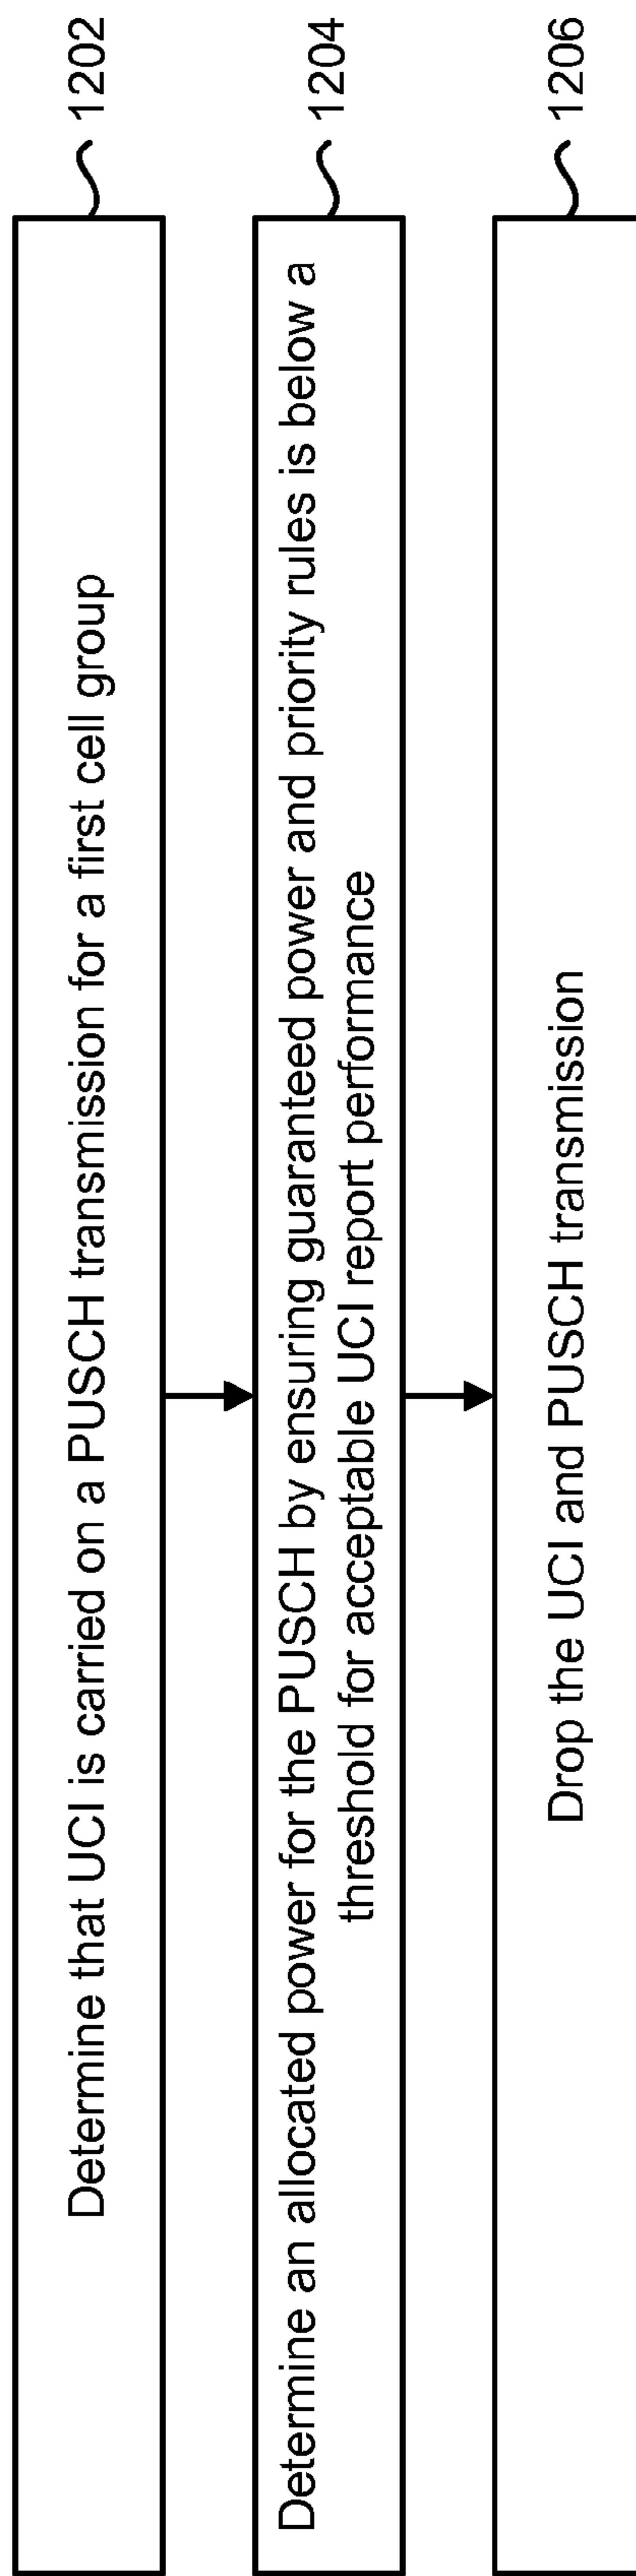 Determine that UCI is carried on a PUSCH transmission for a first cell group
1202
Determine an allocated power for the PUSCH by ensuring guaranteed power and priority rules is below a
threshold for acceptable UCI report performance
1204
Drop the UCI and PUSCH transmission
1206